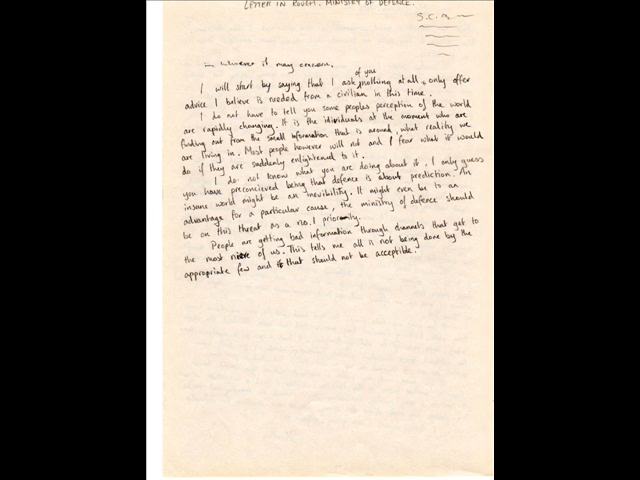 LETTER IN ROUGH. MINISTRY OF DEFENCE.
S.C.
whoever it may concern.
of you
I will start by saying that I ask nothing at all, only offer
advice I believe is needed from a civilian in this time.
I do not have to tell you some peoples perception of the world
are rapidly changing. It is the individuals at the moment who are
finding out from the small information that is around, what reality we
are living in. Most people however will not and I fear what it would
do if they are suddenly enlightened to it.
I do not know what you are doing about it, I only guess
you have preconcieved being that defence is about prediction. An
insane world might be an inevibility. It might even be to an
advantage for a particular cause, the ministry of defence should
be on this threat as a no.1 priority.
People are getting bad information through channels that get to
the most of us. This tells me all is not being done by the
appropriate few and that should not be acceptible.